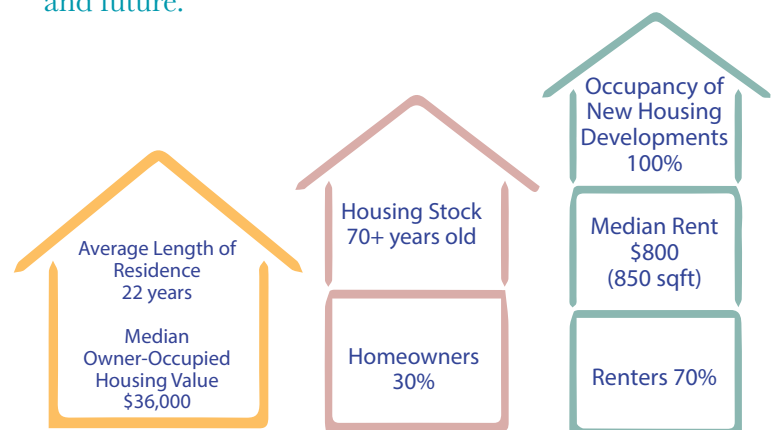 and future.
Average Length of
Residence
22 years
Median
Owner-Occupied
Housing Value
$36,000
Housing Stock
70+ years old
Homeowners
30%
Occupancy of
New Housing
Developments
100%
Median Rent
$800
(850 sqft)
Renters 70%